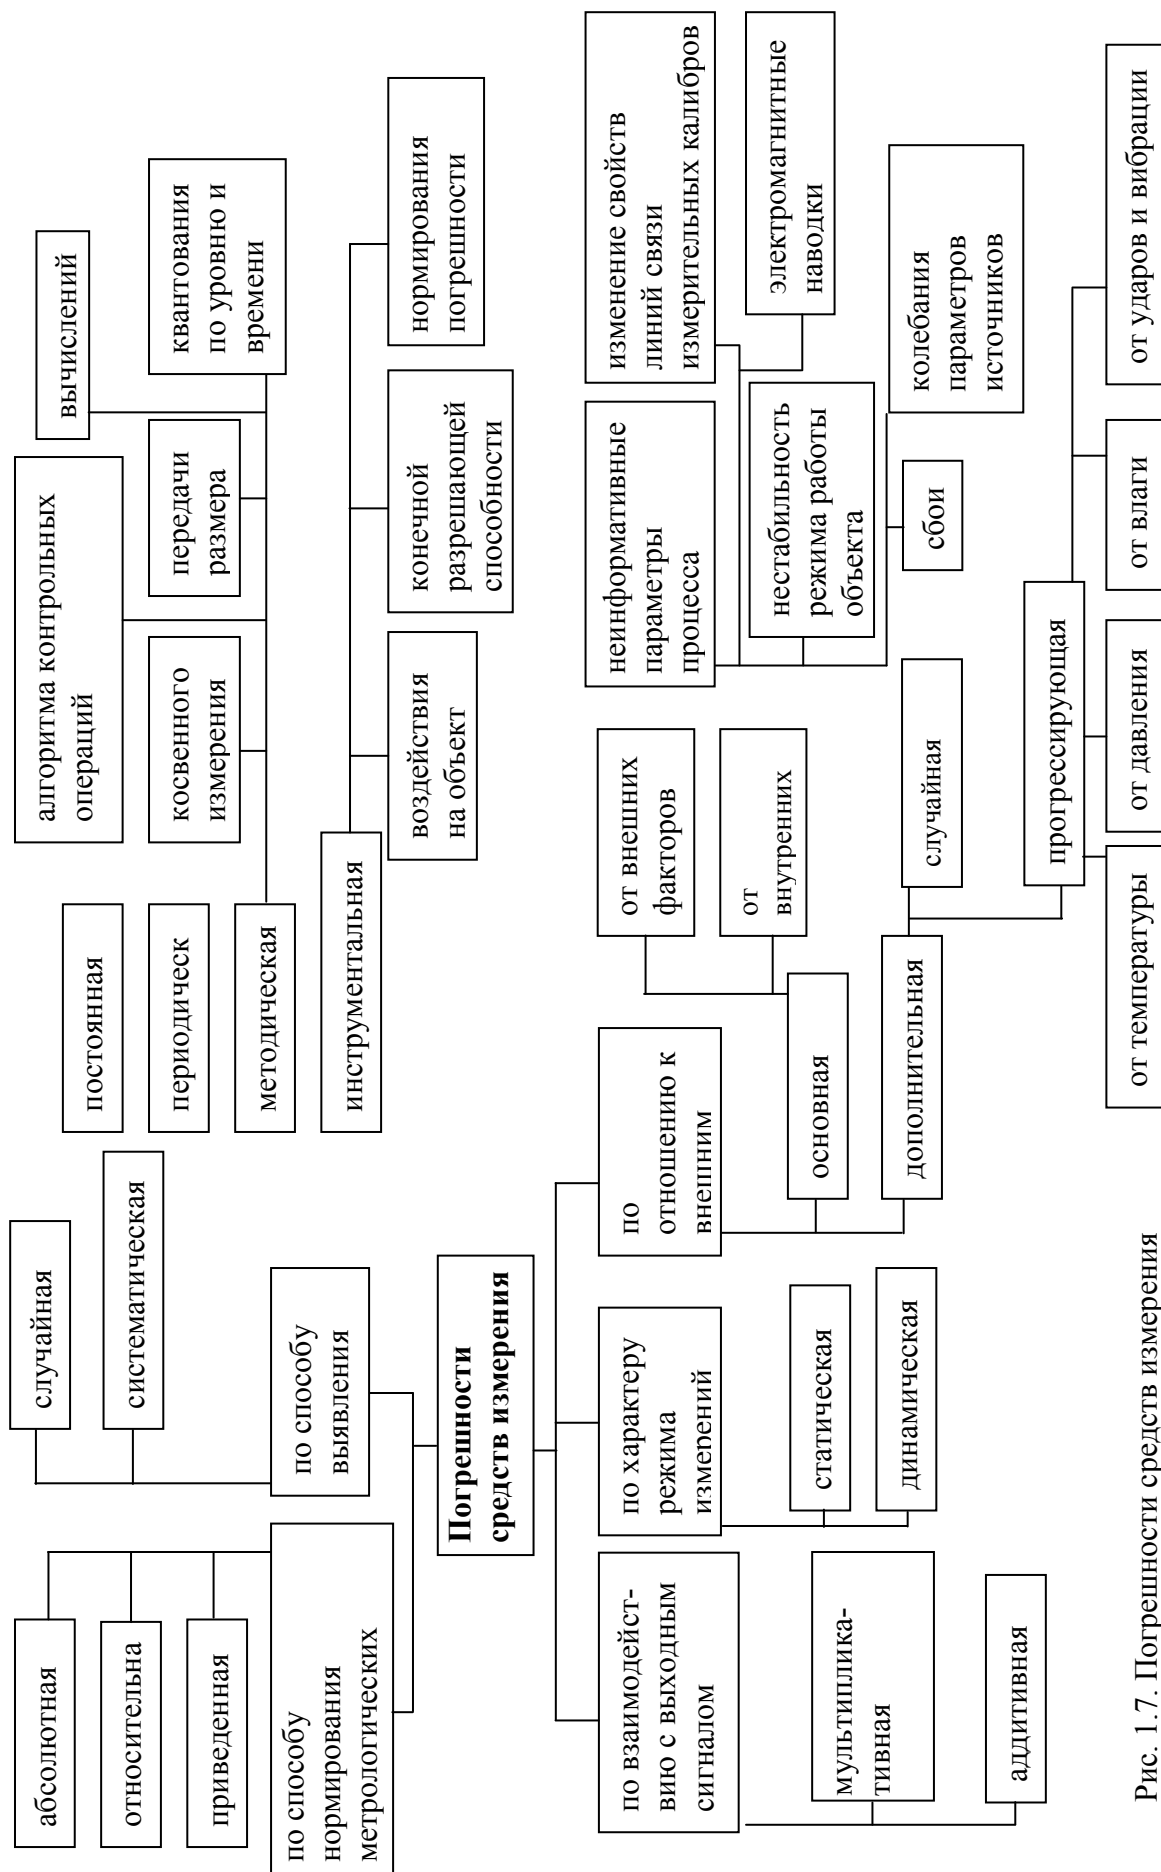 абсолютная
относительна
приведенная
по способу
нормирования
метрологических
случайная
систематическая
по способу
выявления
постоянная
периодическ
методическая
инструментальная
алгоритма контрольных
операций
вычислений
косвенного
измерения
передачи
размера
квантования
по уровню и
времени
воздействия
на объект
конечной
разрешающей
способности
нормирования
погрешности
Погрешности
средств измерения
по взаимодейст-
вию с выходным
сигналом
мультиплика-
тивная
аддитивная
по характеру
режима
измерений
статическая
динамическая
по
отношению к
внешним
основная
дополнительная
от внешних
факторов
от
внутренних
неинформативные
параметры
процесса
изменение свойств
линий связи
измерительных калибров
нестабильность
режима работы
объекта
электромагнитные
наводки
сбои
колебания
параметров
источников
случайная
прогрессирующая
от температуры
от давления
от влаги
от ударов и вибрации
Рис. 1.7. Погрешности средств измерения